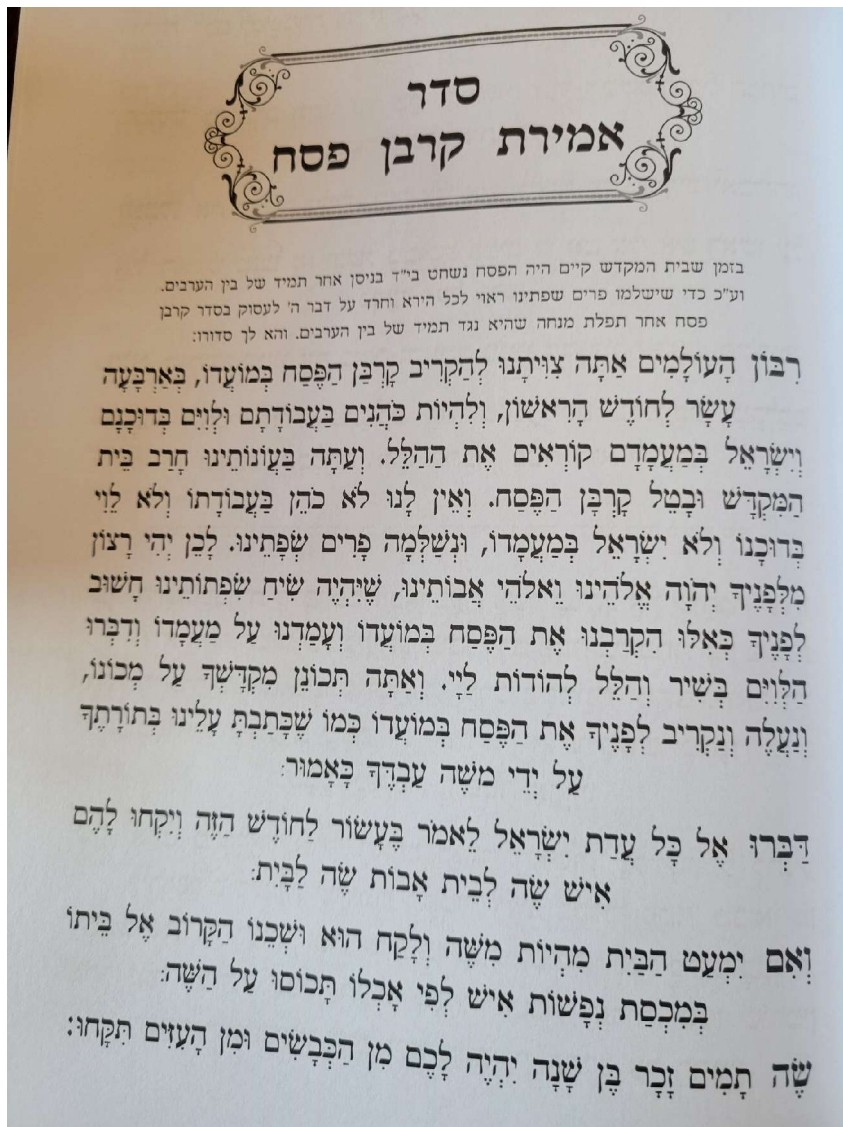 סדר
אמירת קרבן פסח
בזמן שבית המקדש קיים היה הפסח נשחט בי"ד בניסן אחר תמיד של בין הערבים.
וע"כ כדי שישלמו פרים שפתינו ראוי לכל הירא וחרד על דבר ה' לעסוק בסדר קרבן
פסח אחר תפלת מנחה שהיא נגד תמיד של בין הערבים. והא לך סדורו:
רִבּוֹן הָעוֹלָמִים אַתָּה צִוִּיתָנוּ לְהַקְרִיב קָרְבַּן הַפֶּסַח בְּמוֹעֲדוֹ, בְּאַרְבָּעָה
עָשָׂר לְחוֹדֶשׁ הָרִאשׁוֹן, וְלִהְיוֹת כֹּהֲנִים בַּעֲבוֹדָתָם וּלְוִיִּם בְּדוּכָנָם
וְיִשְׂרָאֵל בְּמַעֲמָדָם קוֹרְאִים אֶת הַהַלֵּל. וְעַתָּה בַּעֲוֹנוֹתֵינוּ חָרַב בֵּית
הַמִּקְדָּשׁ וּבָטֵל קָרְבַּן הַפֶּסַח. וְאֵין לָנוּ לֹא כֹהֵן בַּעֲבוֹדָתוֹ וְלֹא לֵוִי
בְּדוּכָנוֹ וְלֹא יִשְׂרָאֵל בְּמַעֲמָדוֹ, וּנְשַׁלְּמָה פָרִים שְׂפָתֵינוּ. לָכֵן יְהִי רָצוֹן
מִלְּפָנֶיךָ יְהֹוָה אֱלֹהֵינוּ וֵאלֹהֵי אֲבוֹתֵינוּ, שֶׁיִּהְיֶה שִׂיחַ שִׂפְתוֹתֵינוּ חָשׁוּב
לְפָנֶיךָ כְּאִלּוּ הִקְרַבְנוּ אֶת הַפֶּסַח בְּמוֹעֲדוֹ וְעָמַדְנוּ עַל מַעֲמָדוֹ וְדִבְּרוּ
הַלְוִיִּם בְּשִׁיר וְהַלֵּל לְהוֹדוֹת לַיְיָ. וְאַתָּה תְּכוֹנֵן מִקְדָּשְׁךָ עַל מְכוֹנוֹ,
וְנַעֲלֶה וְנַקְרִיב לְפָנֶיךָ אֶת הַפֶּסַח בְּמוֹעֲדוֹ כְּמוֹ שֶׁכָּתַבְתָּ עָלֵינוּ בְּתוֹרָתֶךָ
עַל יְדֵי מֹשֶׁה עַבְדֶּךָ כָּאָמוּר:
דַּבְּרוּ אֶל כָּל עֲדַת יִשְׂרָאֵל לֵאמֹר בֶּעָשׂוֹר לַחוֹדֶשׁ הַזֶּה וְיִקְחוּ לָהֶם
אִישׁ שֶׂה לְבֵית אָבוֹת שֶׂה לַבָּיִת:
וְאִם יִמְעַט הַבַּיִת מִהְיוֹת מִשֶּׂה וְלָקַח הוּא וּשְׁכֵנוֹ הַקָּרוֹב אֶל בֵּיתוֹ
בְּמִכְסַת נְפָשׁוֹת אִישׁ לְפִי אָכְלוֹ תָּכוֹסוּ עַל הַשֶּׂה:
שֶׂה תָמִים זָכָר בֶּן שָׁנָה יִהְיֶה לָכֶם מִן הַכְּבָשִׂים וּמִן הָעִזִּים תִּקָּחוּ: